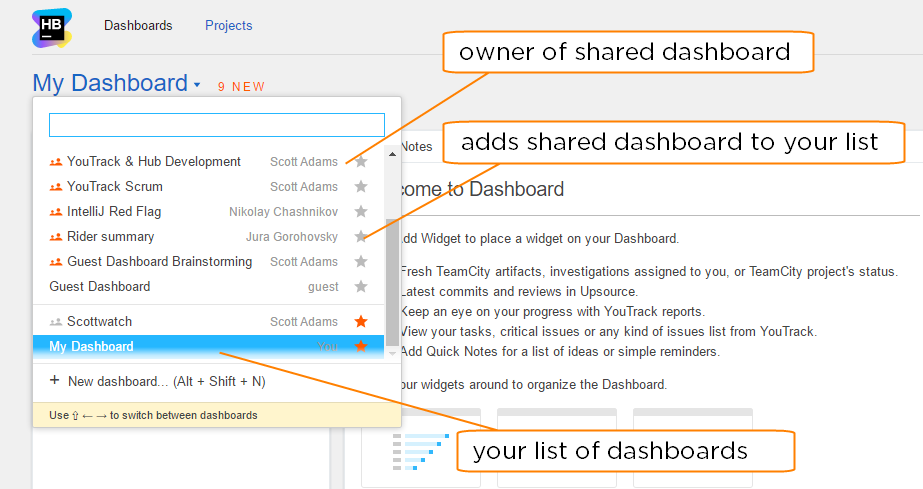 HB
Dashboards
Projects
owner of shared dashboard
My Dashboard
9 NEW
adds shared dashboard to your list
Notes
YouTrack & Hub Development Scott Adams
YouTrack Scrum Scott Adams
IntelliJ Red Flag Nikolay Chashnikov
Rider summary Jura Gorohovsky
Guest Dashboard Brainstorming Scott Adams
Guest Dashboard guest
Scottwatch Scott Adams
My Dashboard You
+ New dashboard... (Alt + Shift + N)
Use ⇧ ← → to switch between dashboards
come to Dashboard
dd Widget to place a widget on your Dashboard.
Fresh TeamCity artifacts, investigations assigned to you, or TeamCity project's status.
Latest commits and reviews in Upsource.
Keep an eye on your progress with YouTrack reports.
View your tasks, critical issues or any kind of issues list from YouTrack.
Add Quick Notes for a list of ideas or simple reminders.
our widgets around to organize the Dashboard.
your list of dashboards